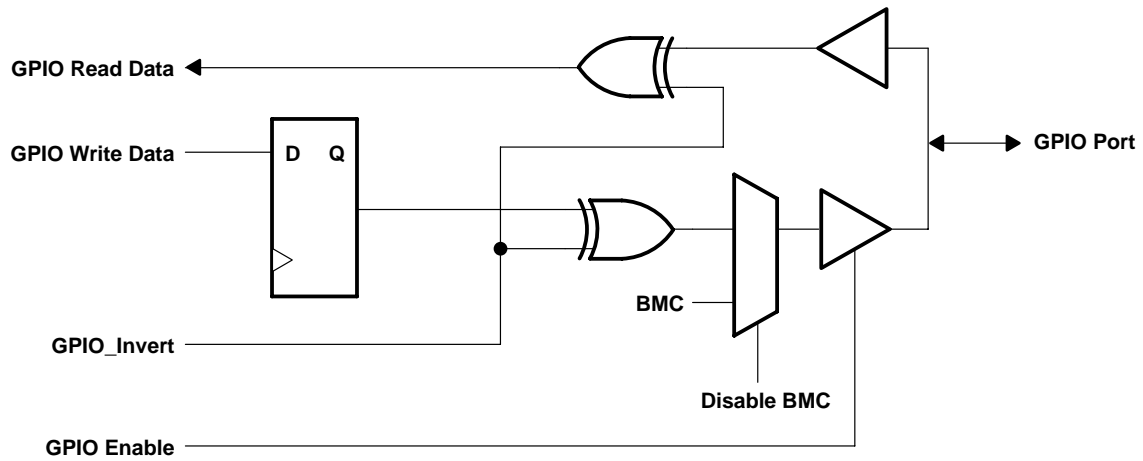 GPIO Read Data
GPIO Write Data
D Q
GPIO Port
BMC
GPIO_Invert
Disable BMC
GPIO Enable